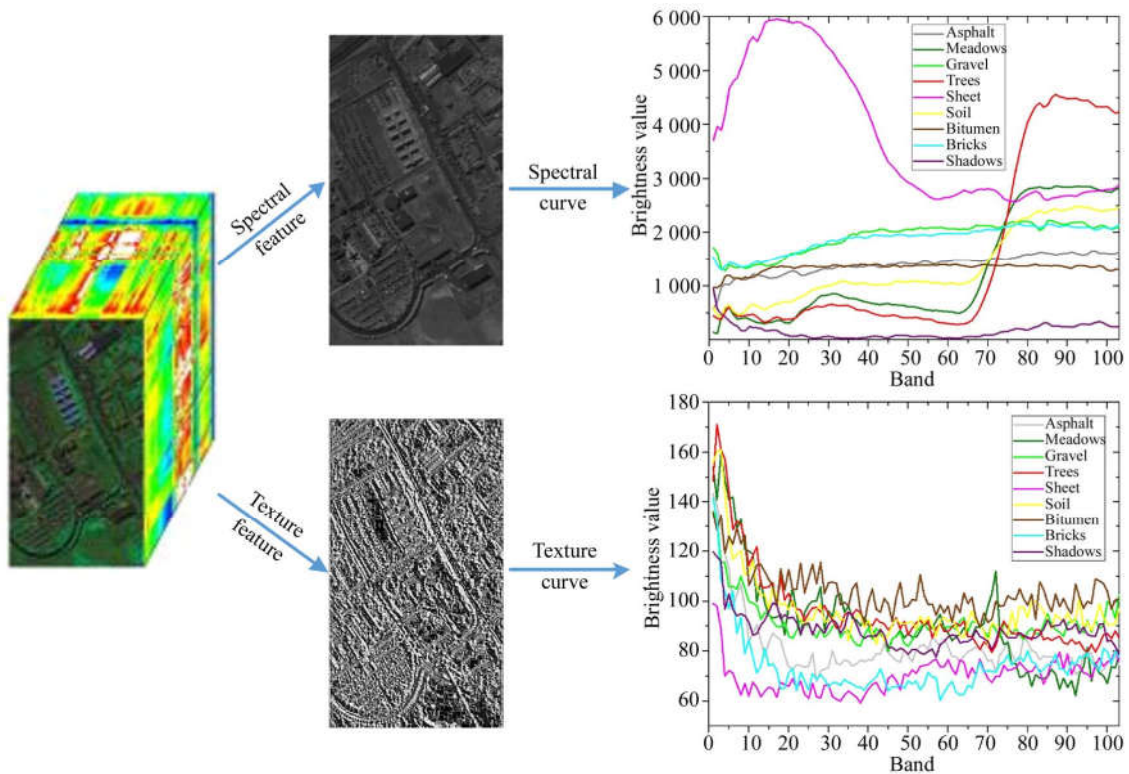 Spectral
feature
Spectral
curve
Texture
feature
Texture
curve
Brightness value
6 000
5 000
4 000
3 000
2 000
1 000
Asphalt
Meadows
Gravel
Trees
Sheet
Soil
Bitumen
Bricks
Shadows
0 10 20 30 40 50 60 70 80 90 100
Band
Brightness value
180
160
140
120
100
80
60
Asphalt
Meadows
Gravel
Trees
Sheet
Soil
Bitumen
Bricks
Shadows
0 10 20 30 40 50 60 70 80 90 100
Band